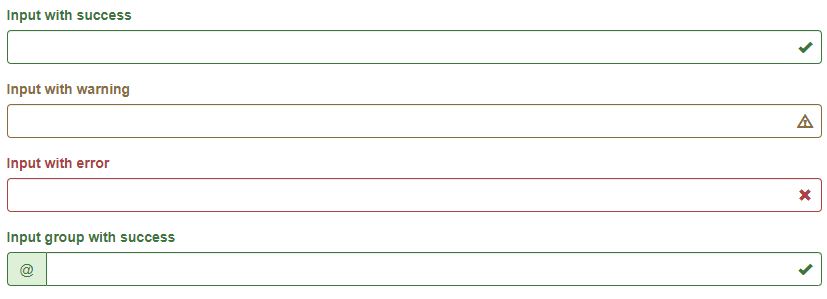 Input with success
Input with warning
Input with error
Input group with success
@